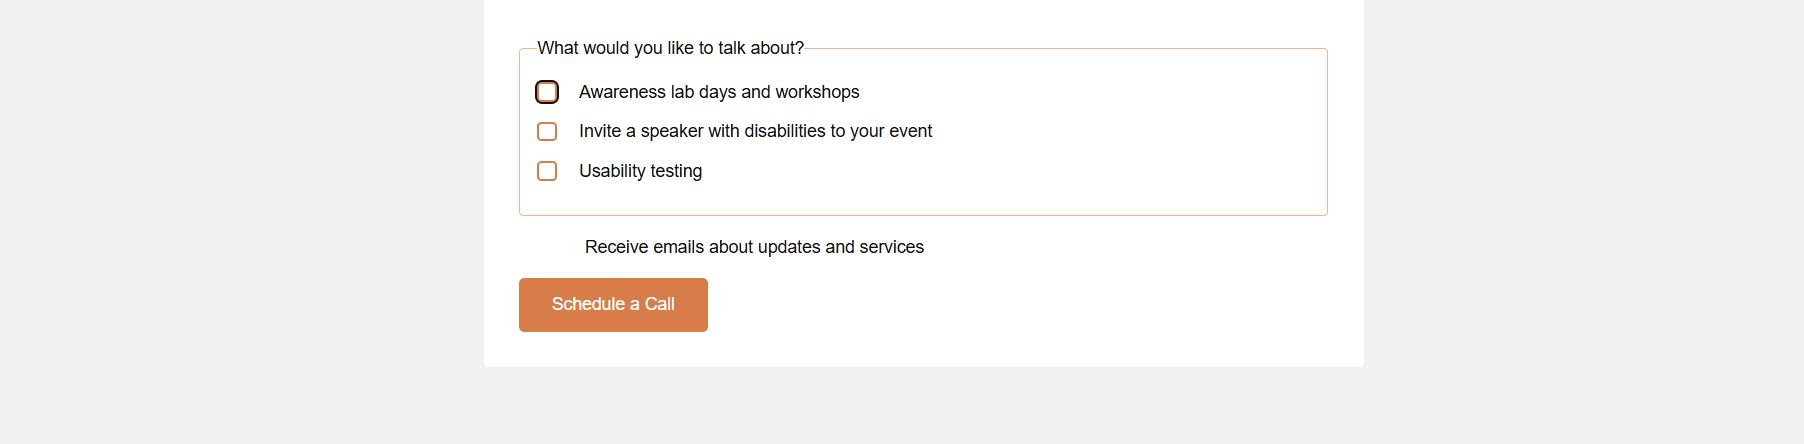 What would you like to talk about?
Awareness lab days and workshops
Invite a speaker with disabilities to your event
Usability testing
Receive emails about updates and services
Schedule a Call